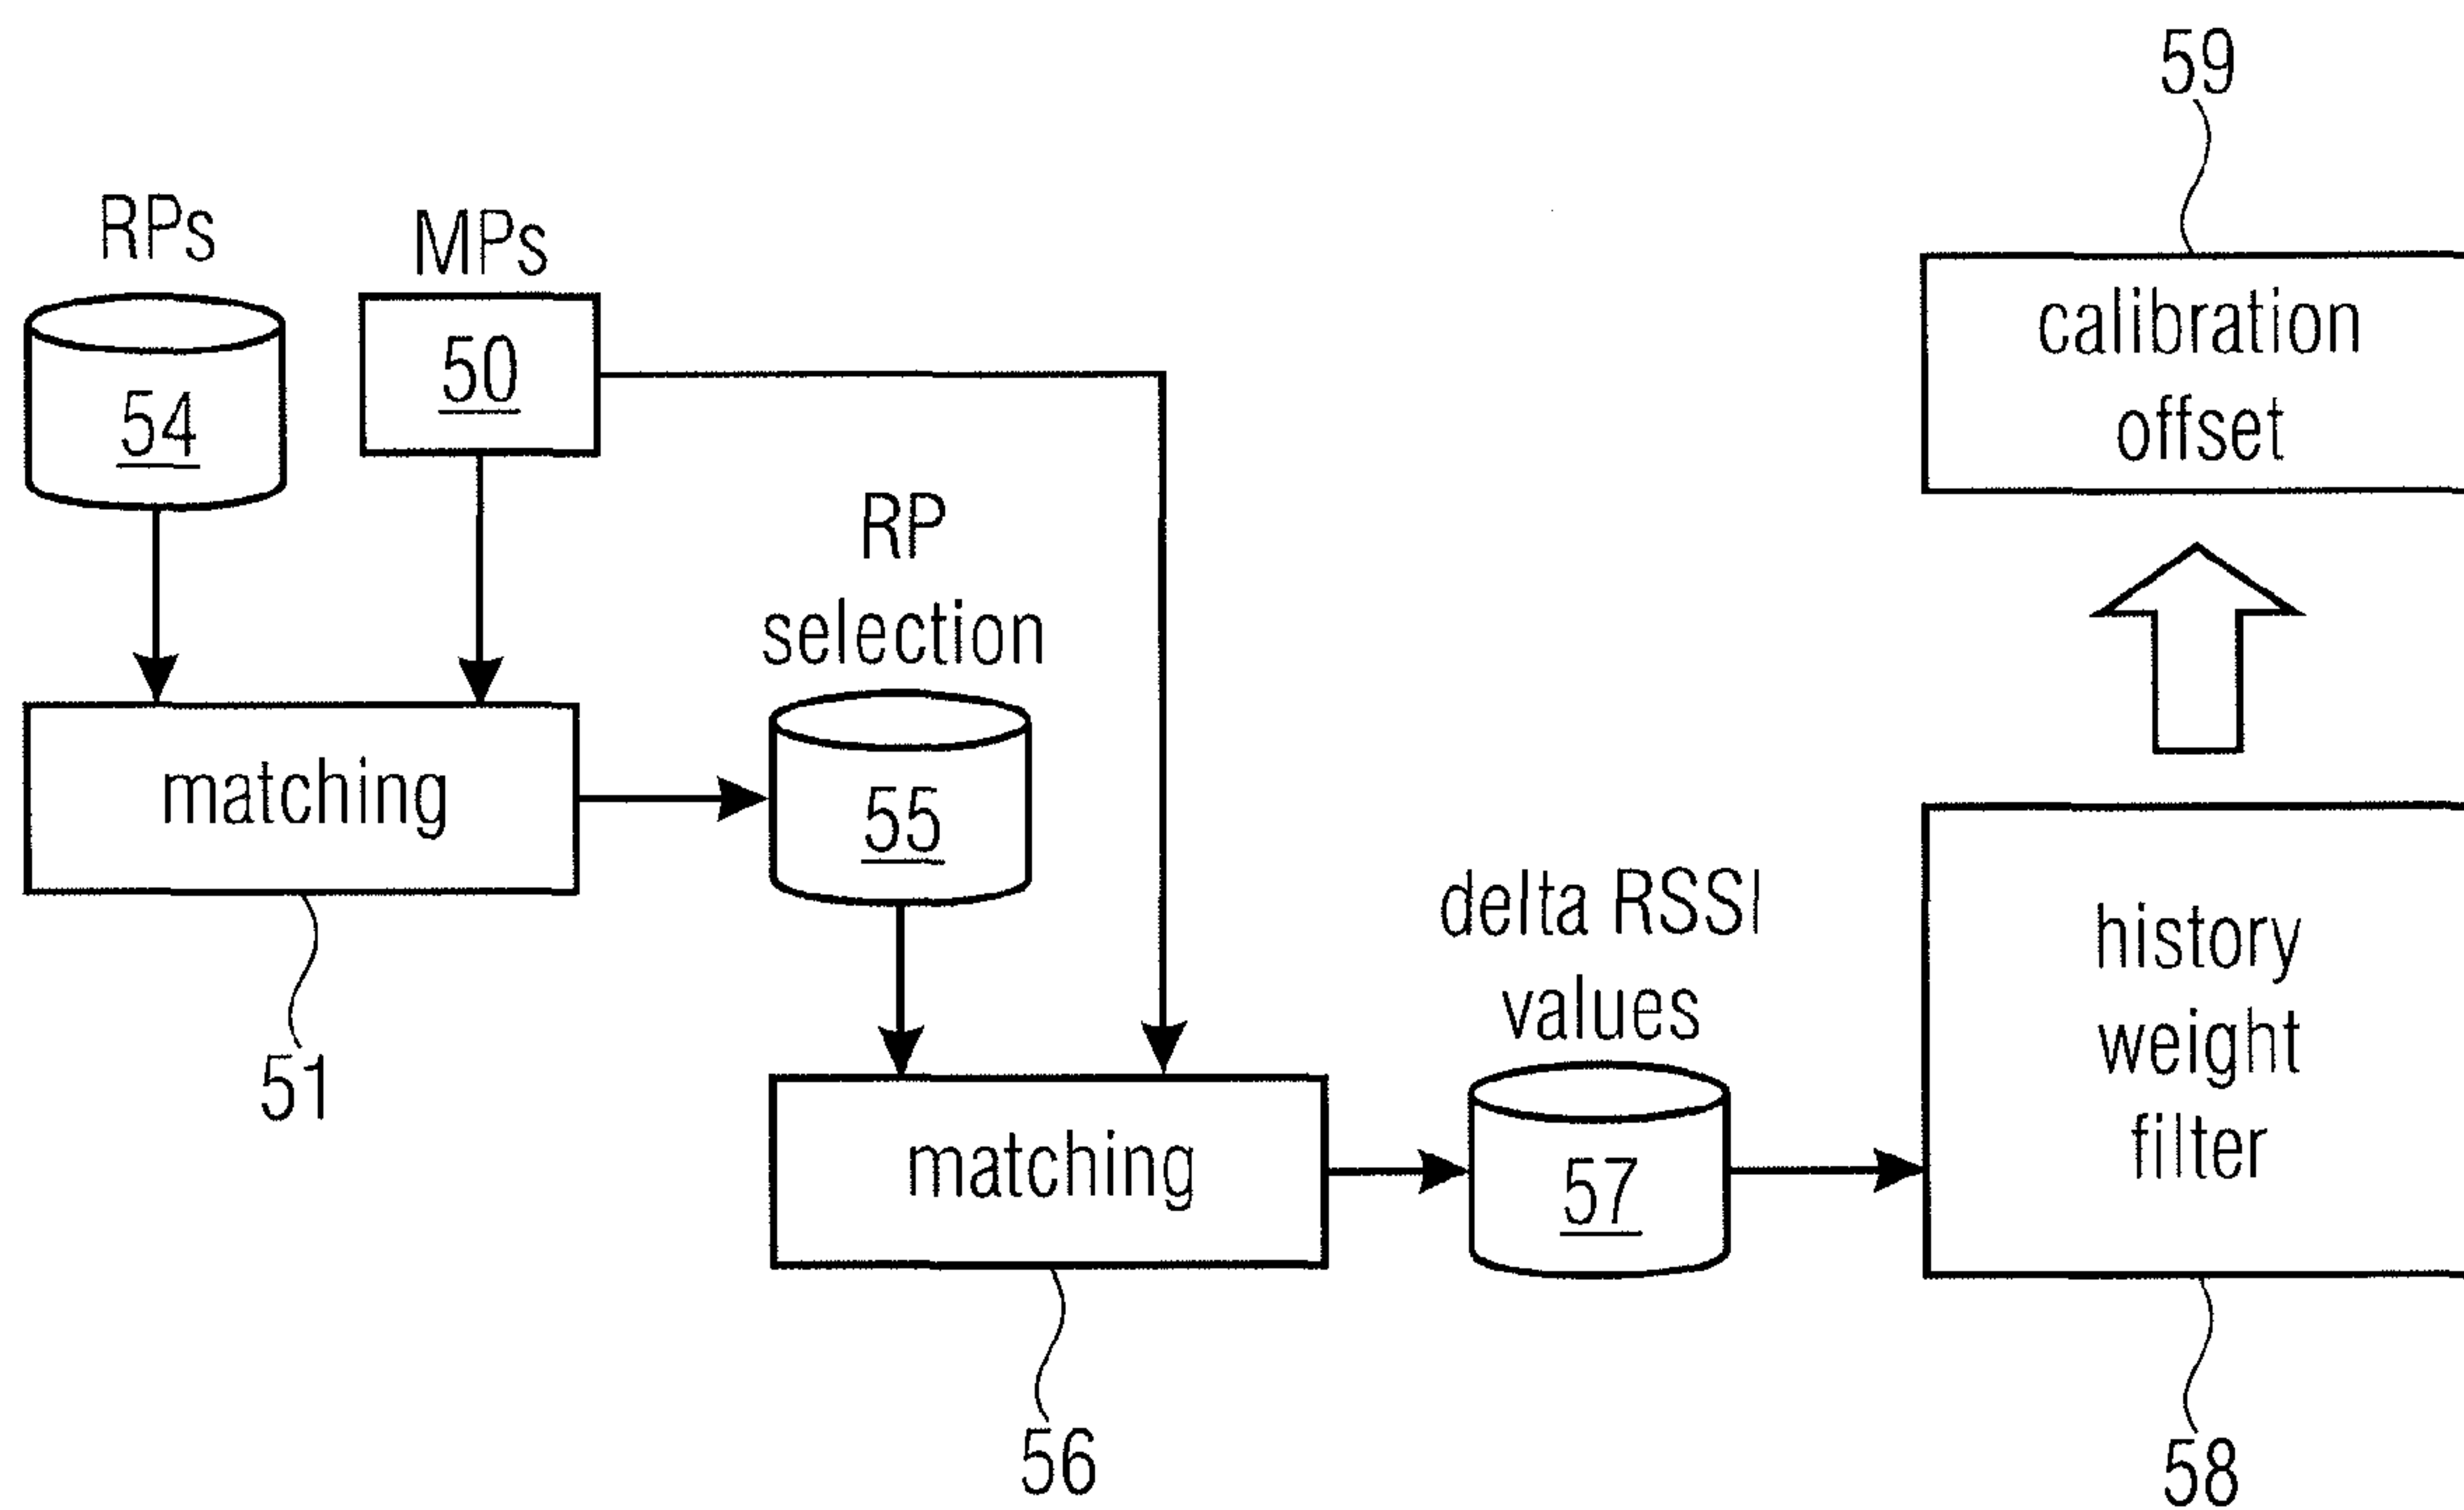 59
RPs
MPs
50
54
calibration
offset
RP
selection
matching
55
51
delta RSSI
values
history
weight
filter
matching
57
56
58